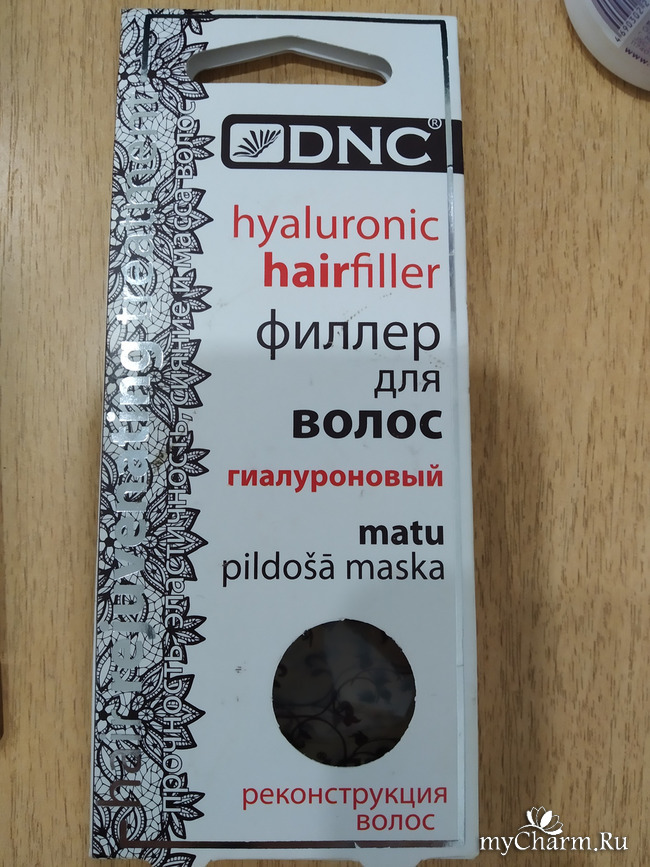 DNC®
hyaluronic
hairfiller
филлер
для
волос
гиалуроновый
matu
pildošā maska
реконструкция
волос
hair rejuvenating treatment
прочность, эластичность, сияние и масса волос
myCharm.Ru